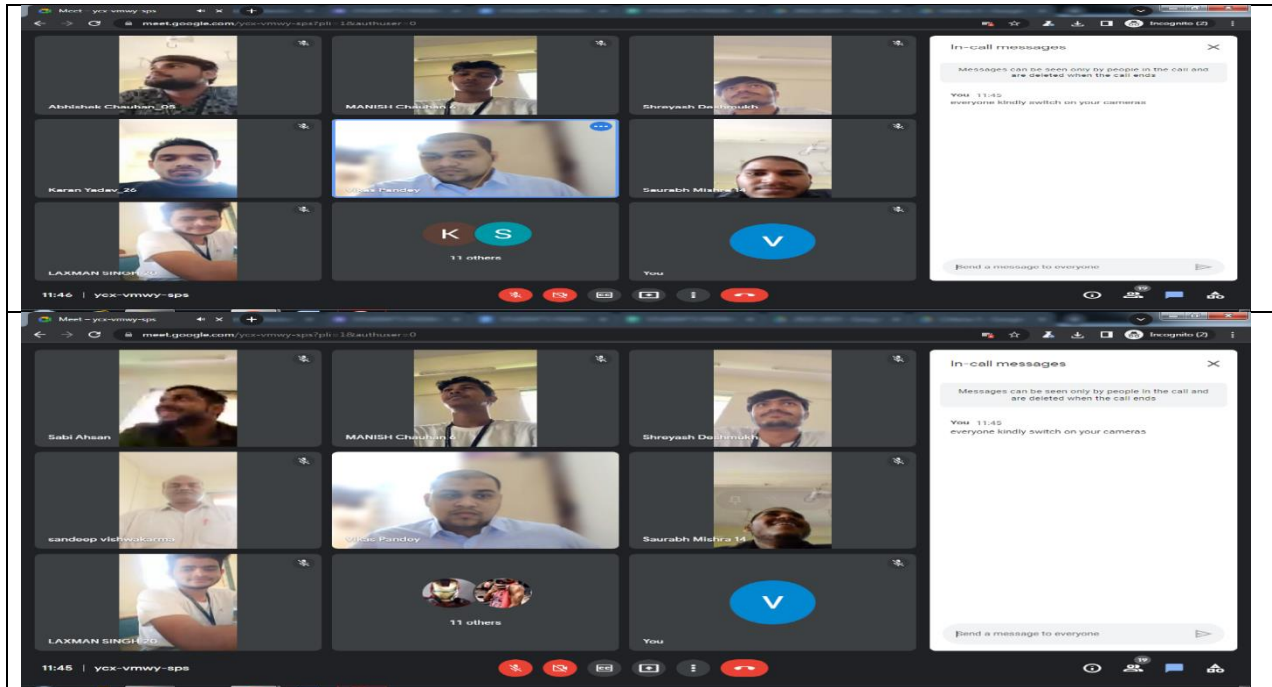 Meet – ycx-vmwy-sps
meet.google.com/ycx-vmwy-sps?pli=1&authuser=0
Incognito (2)
Abhishek Chauhan_05
MANISH Chauhan 6
Shreyash Deshmukh
Karan Yadav_26
Vikas Pandey
Saurabh Mishra 14
LAXMAN SINGH 20
K S
11 others
V
You
In-call messages
Messages can be seen only by people in the call and
are deleted when the call ends
You 11:45
everyone kindly switch on your cameras
Send a message to everyone
11:46 | ycx-vmwy-sps
19
Meet – ycx-vmwy-sps
meet.google.com/ycx-vmwy-sps?pli=1&authuser=0
Incognito (2)
Sabi Ahsan
MANISH Chauhan 6
Shreyash Deshmukh
sandeep vishwakarma
Vikas Pandey
Saurabh Mishra 14
LAXMAN SINGH 20
11 others
V
You
In-call messages
Messages can be seen only by people in the call and
are deleted when the call ends
You 11:45
everyone kindly switch on your cameras
Send a message to everyone
11:45 | ycx-vmwy-sps
19